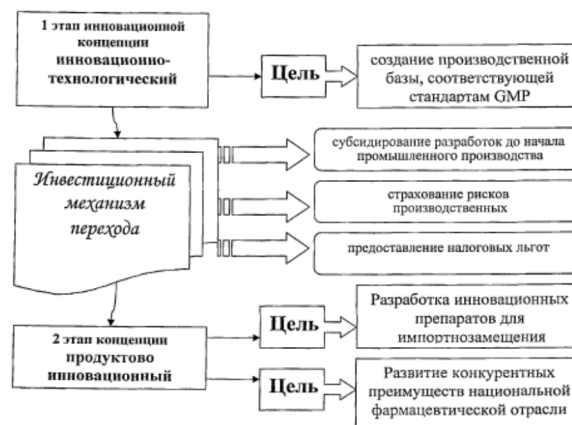 1 этап инновационной
концепции
инновационно-
технологический
Цель
создание производственной
базы, соответствующей
стандартам GMP
субсидирование разработок до начала
промышленного производства
Инвестиционный
механизм
перехода
страхование рисков
производственных
предоставление налоговых льгот
2 этап концепции
продуктово
инновационный
Цель
Разработка инновационных
препаратов для
импортнозамещения
Цель
Развитие конкурентных
преимуществ национальной
фармацевтической отрасли